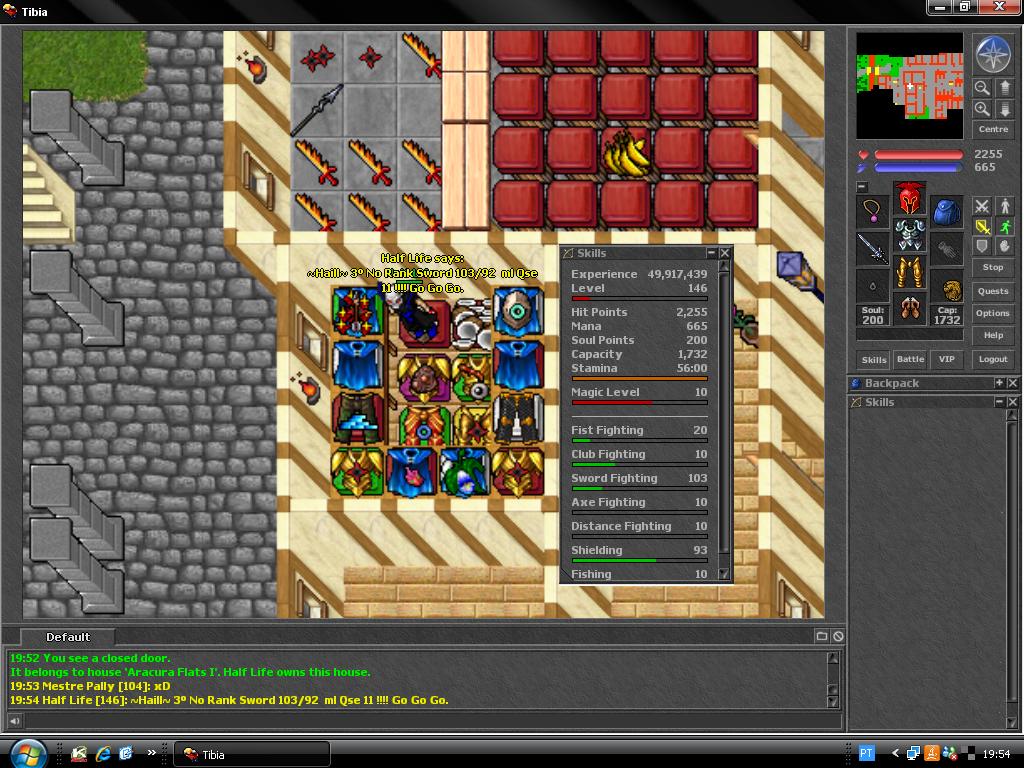 Tibia
Centre
2255
665
Soul:
200
Cap:
1732
Stop
Quests
Options
Help
Skills
Battle
VIP
Logout
Backpack
Skills
Half Life says:
~Haill~ 3º No Rank Sword 103/92 ml Qse
11 !!!! Go Go Go.
Skills
Experience 49,917,439
Level 146
Hit Points 2,255
Mana 665
Soul Points 200
Capacity 1,732
Stamina 56:00
Magic Level 10
Fist Fighting 20
Club Fighting 10
Sword Fighting 103
Axe Fighting 10
Distance Fighting 10
Shielding 93
Fishing 10
Default
19:52 You see a closed door.
It belongs to house 'Aracura Flats I'. Half Life owns this house.
19:53 Mestre Pally [104]: xD
19:54 Half Life [146]: ~Haill~ 3º No Rank Sword 103/92 ml Qse 11 !!!! Go Go Go.
Tibia
PT
19:54